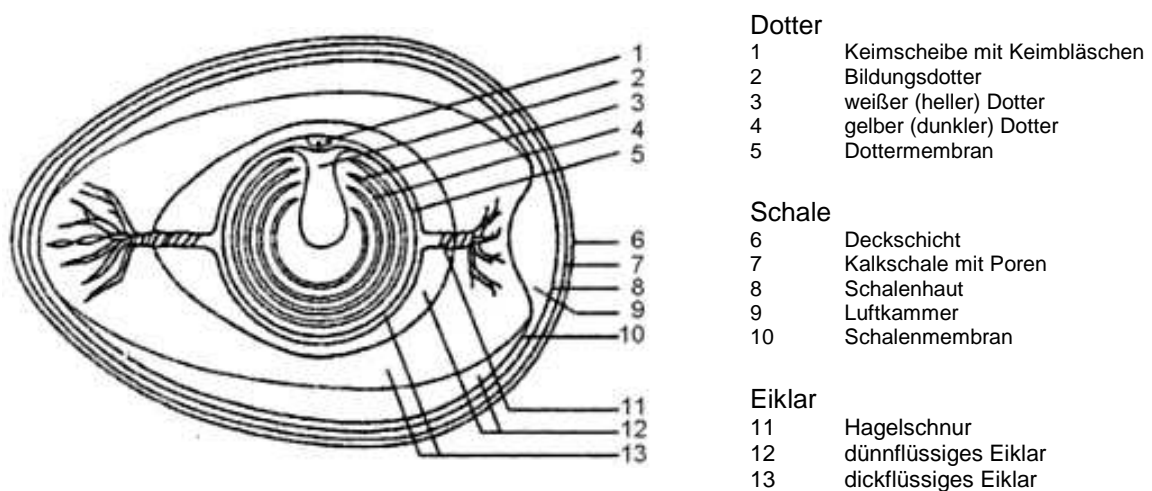 1
2
3
4
5
6
7
8
9
10
11
12
13
Dotter
1 Keimscheibe mit Keimbläschen
2 Bildungsdotter
3 weißer (heller) Dotter
4 gelber (dunkler) Dotter
5 Dottermembran
Schale
6 Deckschicht
7 Kalkschale mit Poren
8 Schalenhaut
9 Luftkammer
10 Schalenmembran
Eiklar
11 Hagelschnur
12 dünnflüssiges Eiklar
13 dickflüssiges Eiklar